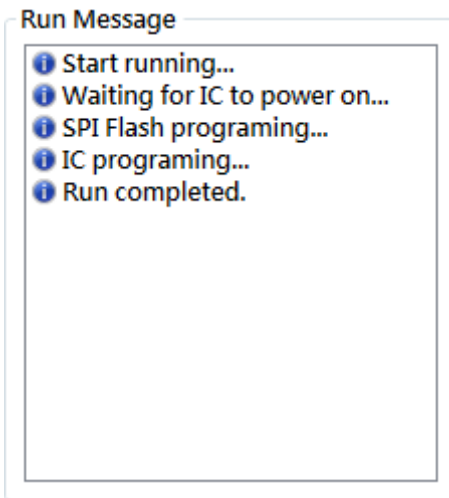 Run Message
Start running...
Waiting for IC to power on...
SPI Flash programing...
IC programing...
Run completed.